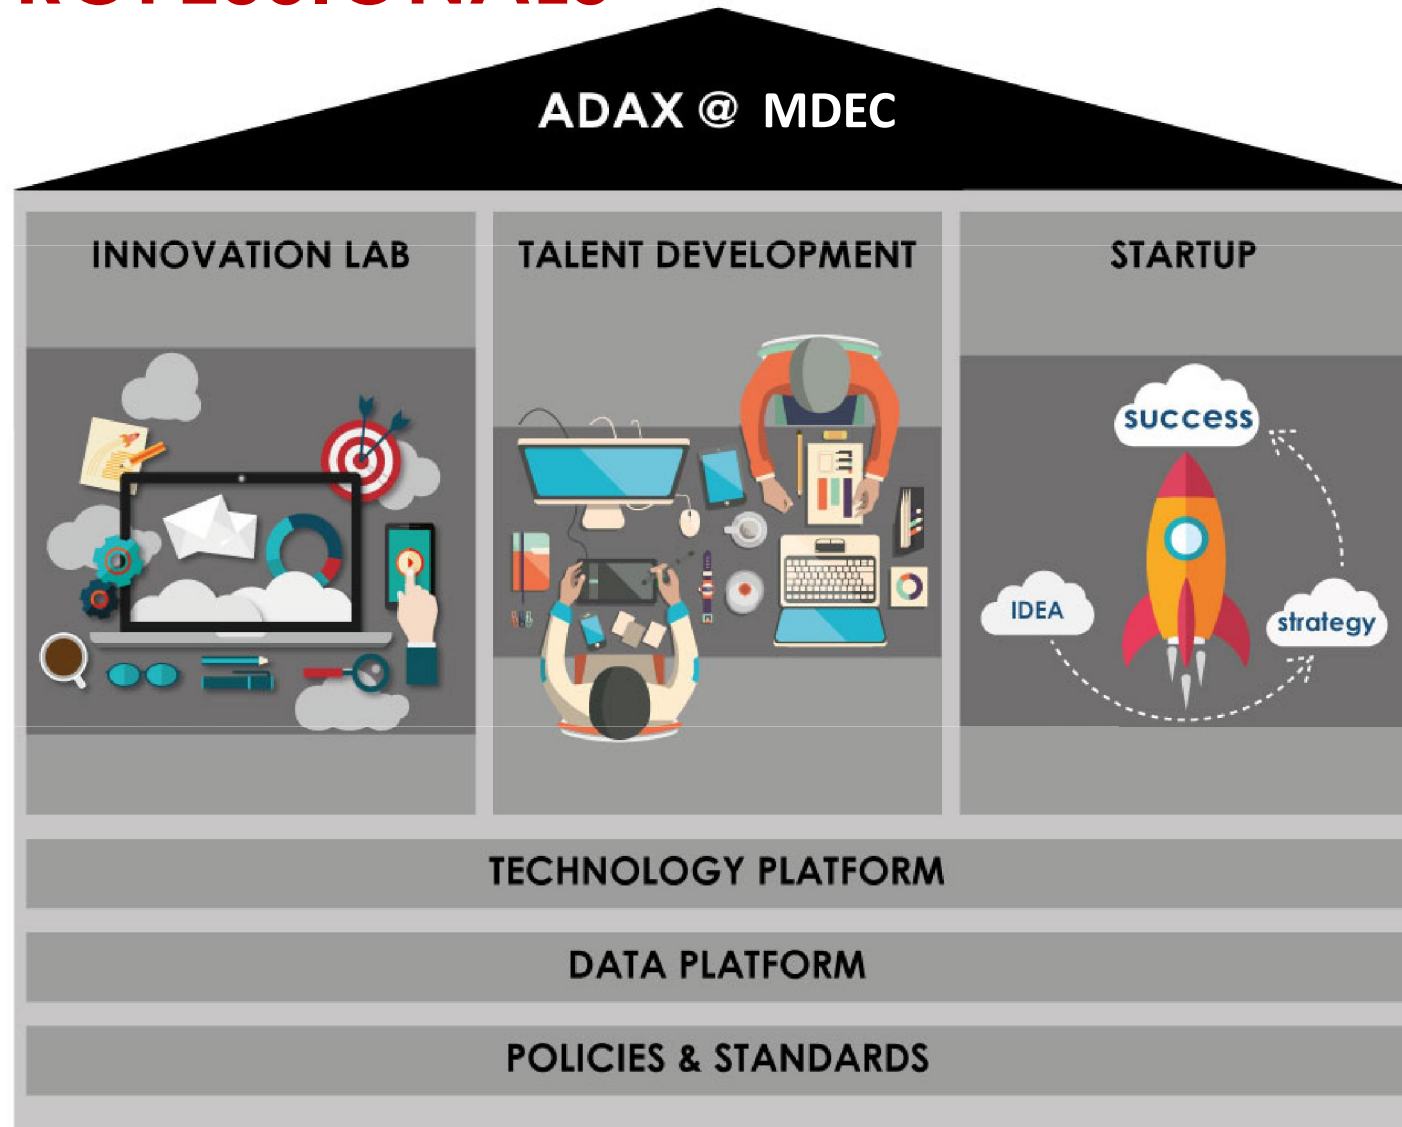 ADAX @ MDEC
INNOVATION LAB
TALENT DEVELOPMENT
STARTUP
success
IDEA
strategy
TECHNOLOGY PLATFORM
DATA PLATFORM
POLICIES & STANDARDS